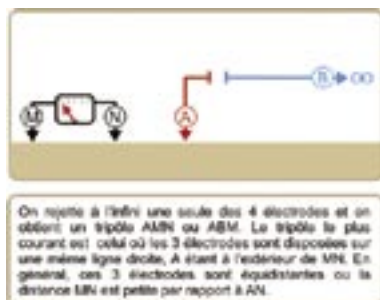 M
N
A
B
∞
On rejette à l'infini une seule des 4 électrodes et on
obtient un tripôle AMN ou ABM. Le tripôle le plus
courant est celui où les 3 électrodes sont disposées sur
une même ligne droite, A étant à l'extérieur de MN. En
général, ces 3 électrodes sont équidistantes ou la
distance MN est petite par rapport à AN.